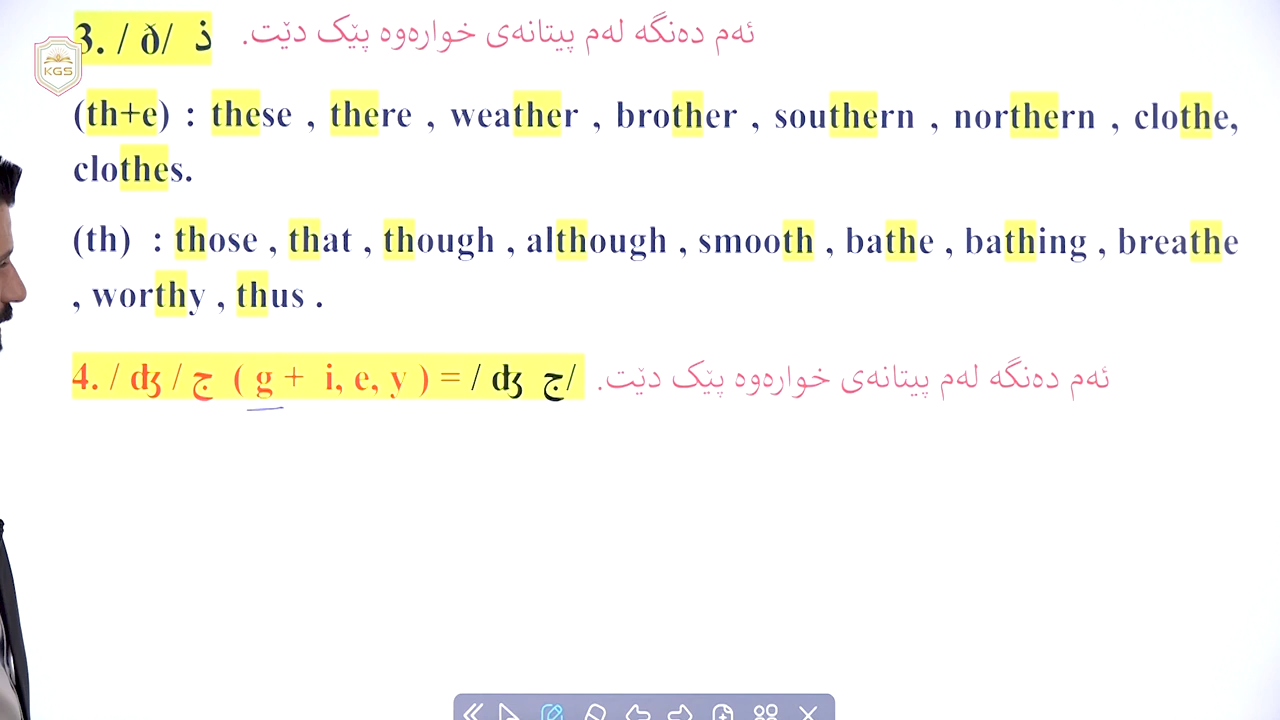 3. / ð/ ذ ئەم دەنگە لەم پیتانەی خوارەوە پێک دێت.
KGS
(th+e) : these , there , weather , brother , southern , northern , clothe,
clothes.
(th) : those , that , though , although , smooth , bathe , bathing , breathe
, worthy , thus .
4. / ʤ / ج ( g + i, e, y ) = / ʤ ج/ ئەم دەنگە لەم پیتانەی خوارەوە پێک دێت.